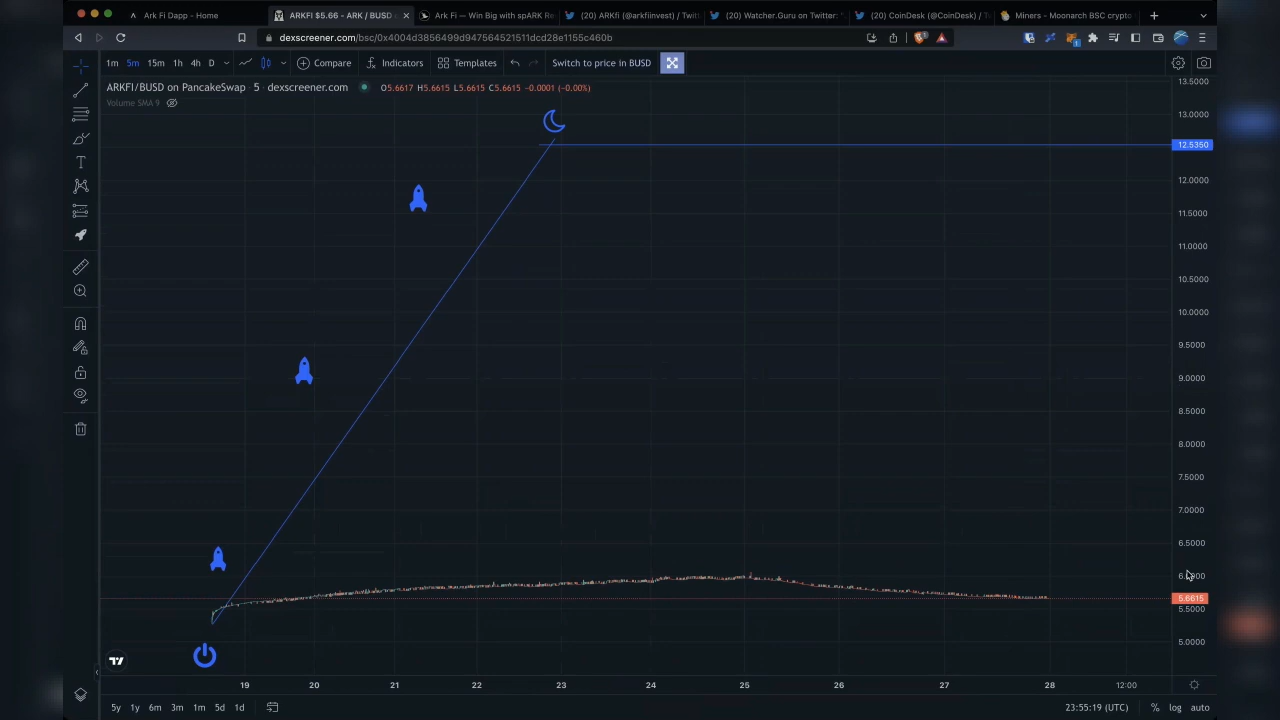 Ark Fi Dapp - Home
ARKFI $5.66 - ARK / BUSD
Ark Fi — Win Big with spARK Re
(20) ARKfi (@arkfiinvest) / Twitt
(20) Watcher.Guru on Twitter: "
(20) CoinDesk (@CoinDesk) / T
Miners - Moonarch BSC crypto
dexscreener.com/bsc/0x4004d3856499d947564521511dcd28e1155c460b
1m 5m 15m 1h 4h D Compare Indicators Templates Switch to price in BUSD
ARKFI/BUSD on PancakeSwap 5 · dexscreener.com O5.6617 H5.6615 L5.6615 C5.6615 -0.0001 (-0.00%)
Volume SMA 9
13.5000
13.0000
12.5350
12.0000
11.5000
11.0000
10.5000
10.0000
9.5000
9.0000
8.5000
8.0000
7.5000
7.0000
6.5000
5.6615
5.5000
5.0000
19 20 21 22 23 24 25 26 27 28 12:00
5y 1y 6m 3m 1m 5d 1d 23:55:19 (UTC) % log auto